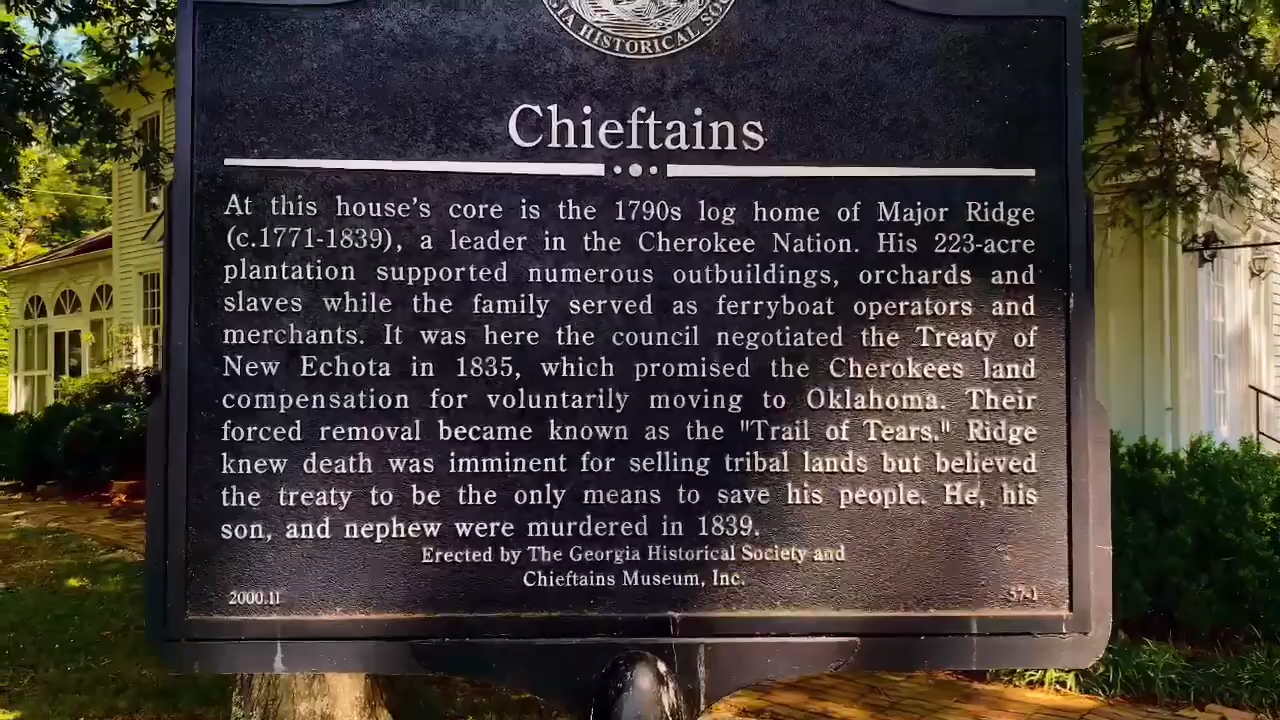 HISTORICAL
Chieftains
At this house's core is the 1790s log home of Major Ridge
(c.1771-1839), a leader in the Cherokee Nation. His 223-acre
plantation supported numerous outbuildings, orchards and
slaves while the family served as ferryboat operators and
merchants. It was here the council negotiated the Treaty of
New Echota in 1835, which promised the Cherokees land
compensation for voluntarily moving to Oklahoma. Their
forced removal became known as the "Trail of Tears." Ridge
knew death was imminent for selling tribal lands but believed
the treaty to be the only means to save his people. He, his
son, and nephew were murdered in 1839.
Erected by The Georgia Historical Society and
Chieftains Museum, Inc.
2000.11 57-1